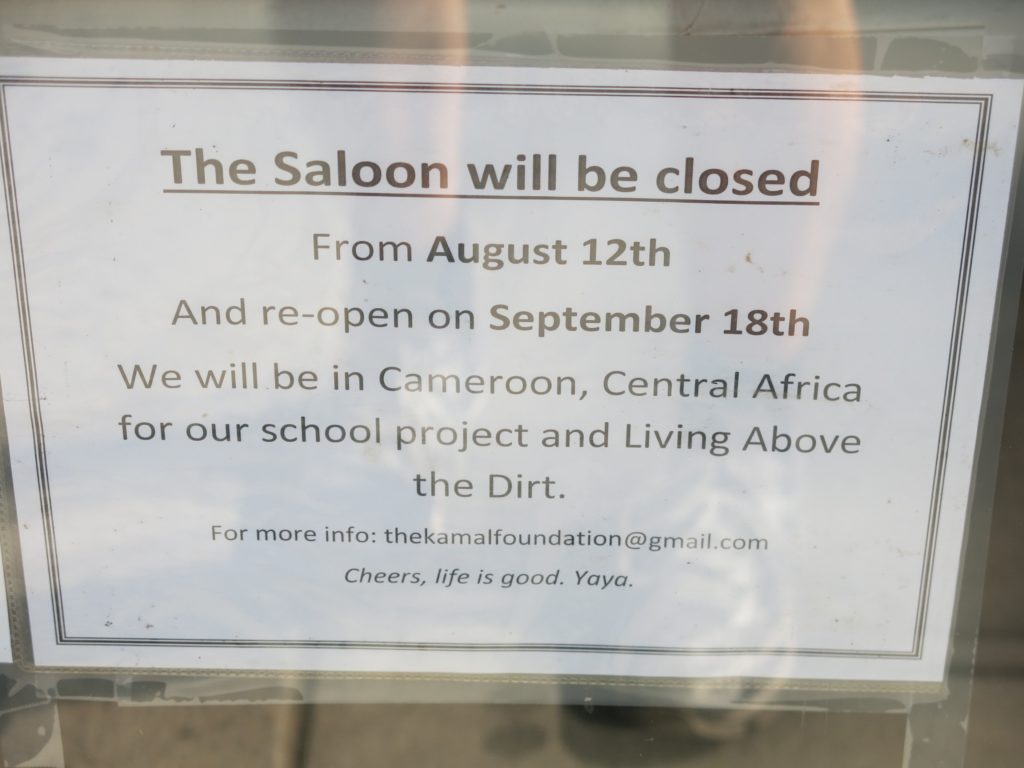 The Saloon will be closed
From August 12th
And re-open on September 18th
We will be in Cameroon, Central Africa
for our school project and Living Above
the Dirt.
For more info: thekamalfoundation@gmail.com
Cheers, life is good. Yaya.